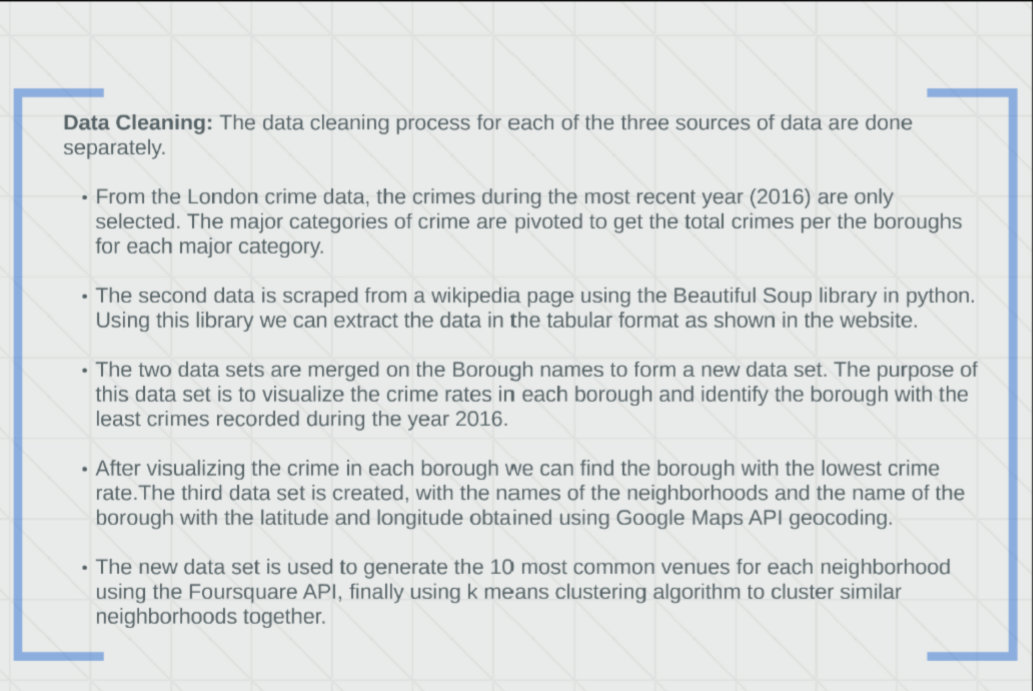 Data Cleaning: The data cleaning process for each of the three sources of data are done
separately.
• From the London crime data, the crimes during the most recent year (2016) are only
selected. The major categories of crime are pivoted to get the total crimes per the boroughs
for each major category.
• The second data is scraped from a wikipedia page using the Beautiful Soup library in python.
Using this library we can extract the data in the tabular format as shown in the website.
• The two data sets are merged on the Borough names to form a new data set. The purpose of
this data set is to visualize the crime rates in each borough and identify the borough with the
least crimes recorded during the year 2016.
• After visualizing the crime in each borough we can find the borough with the lowest crime
rate.The third data set is created, with the names of the neighborhoods and the name of the
borough with the latitude and longitude obtained using Google Maps API geocoding.
• The new data set is used to generate the 10 most common venues for each neighborhood
using the Foursquare API, finally using k means clustering algorithm to cluster similar
neighborhoods together.